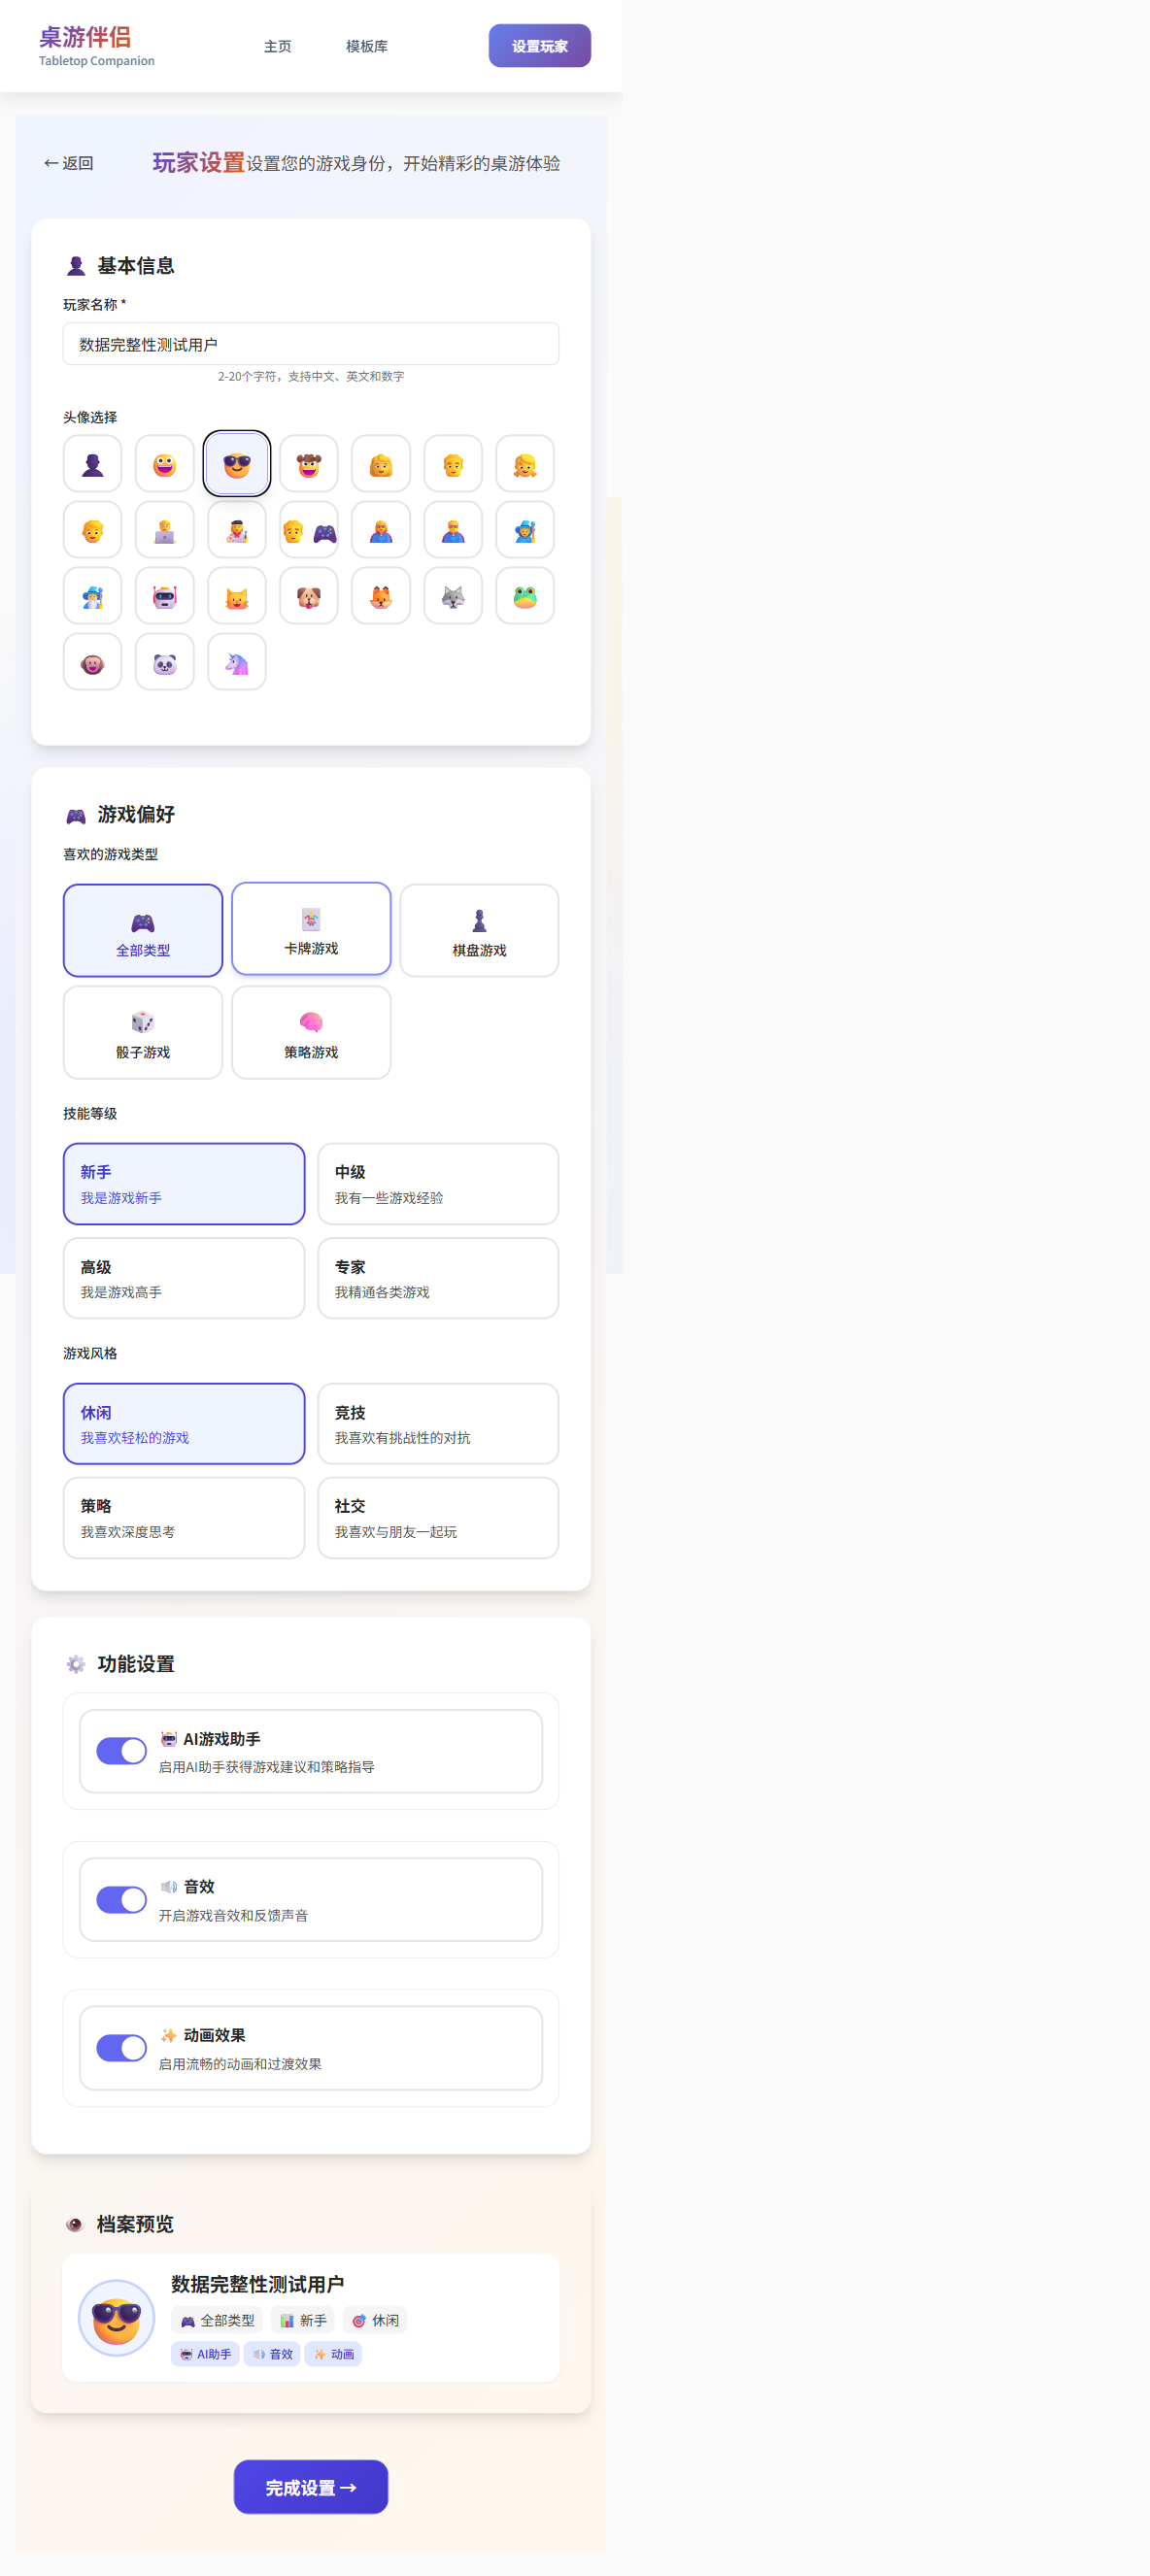 桌游伴侣
Tabletop Companion
主页
模板库
设置玩家
← 返回
玩家设置设置您的游戏身份，开始精彩的桌游体验
基本信息
玩家名称 *
数据完整性测试用户
2-20个字符，支持中文、英文和数字
头像选择
游戏偏好
喜欢的游戏类型
全部类型
卡牌游戏
棋盘游戏
骰子游戏
策略游戏
技能等级
新手
我是游戏新手
中级
我有一些游戏经验
高级
我是游戏高手
专家
我精通各类游戏
游戏风格
休闲
我喜欢轻松的游戏
竞技
我喜欢有挑战性的对抗
策略
我喜欢深度思考
社交
我喜欢与朋友一起玩
功能设置
AI游戏助手
启用AI助手获得游戏建议和策略指导
音效
开启游戏音效和反馈声音
动画效果
启用流畅的动画和过渡效果
档案预览
数据完整性测试用户
全部类型 新手 休闲
AI助手 音效 动画
完成设置 →